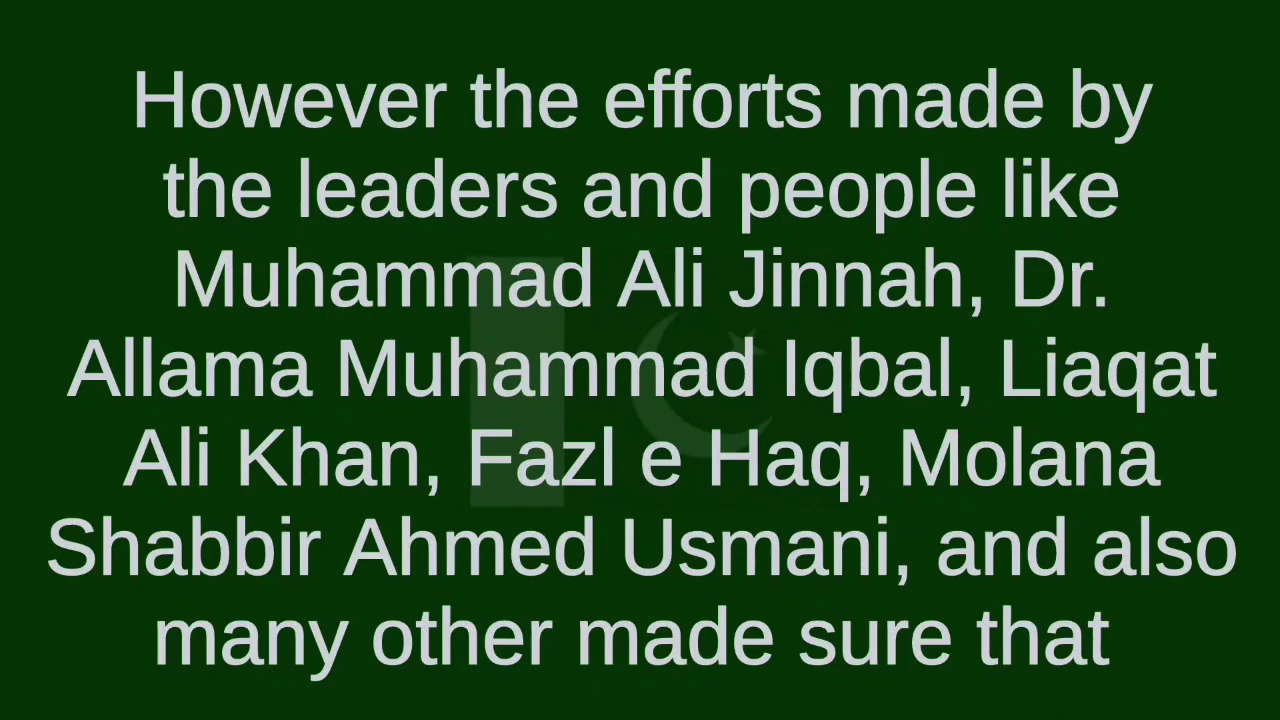 However the efforts made by
the leaders and people like
Muhammad Ali Jinnah, Dr.
Allama Muhammad Iqbal, Liaqat
Ali Khan, Fazl e Haq, Molana
Shabbir Ahmed Usmani, and also
many other made sure that